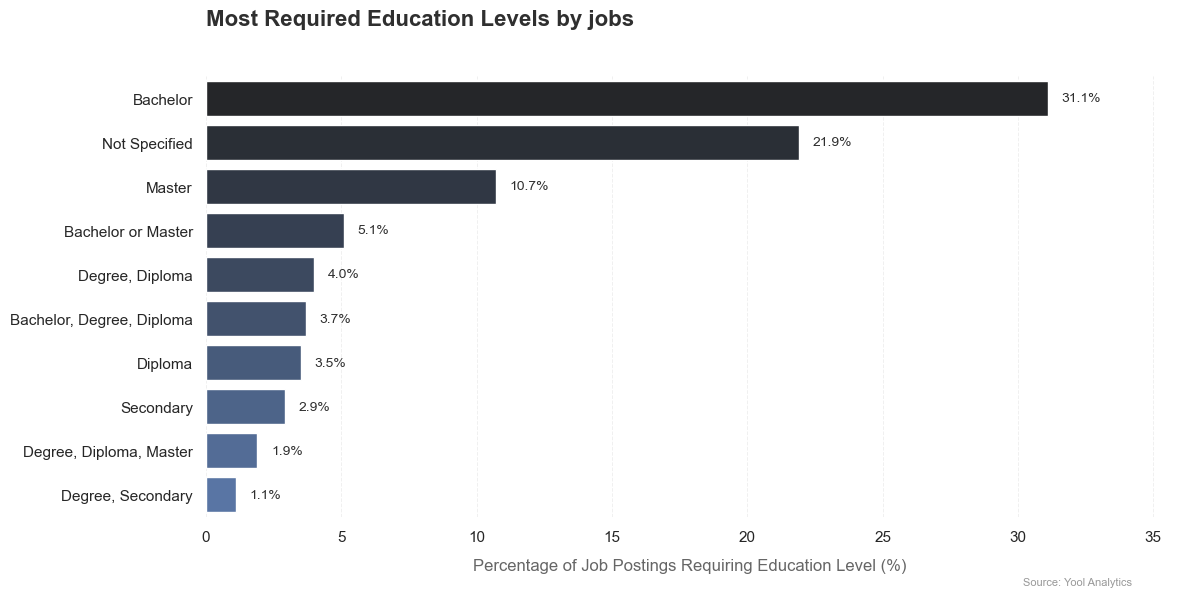 Most Required Education Levels by jobs
Bachelor 31.1%
Not Specified 21.9%
Master 10.7%
Bachelor or Master 5.1%
Degree, Diploma 4.0%
Bachelor, Degree, Diploma 3.7%
Diploma 3.5%
Secondary 2.9%
Degree, Diploma, Master 1.9%
Degree, Secondary 1.1%
0 5 10 15 20 25 30 35
Percentage of Job Postings Requiring Education Level (%)
Source: Yool Analytics